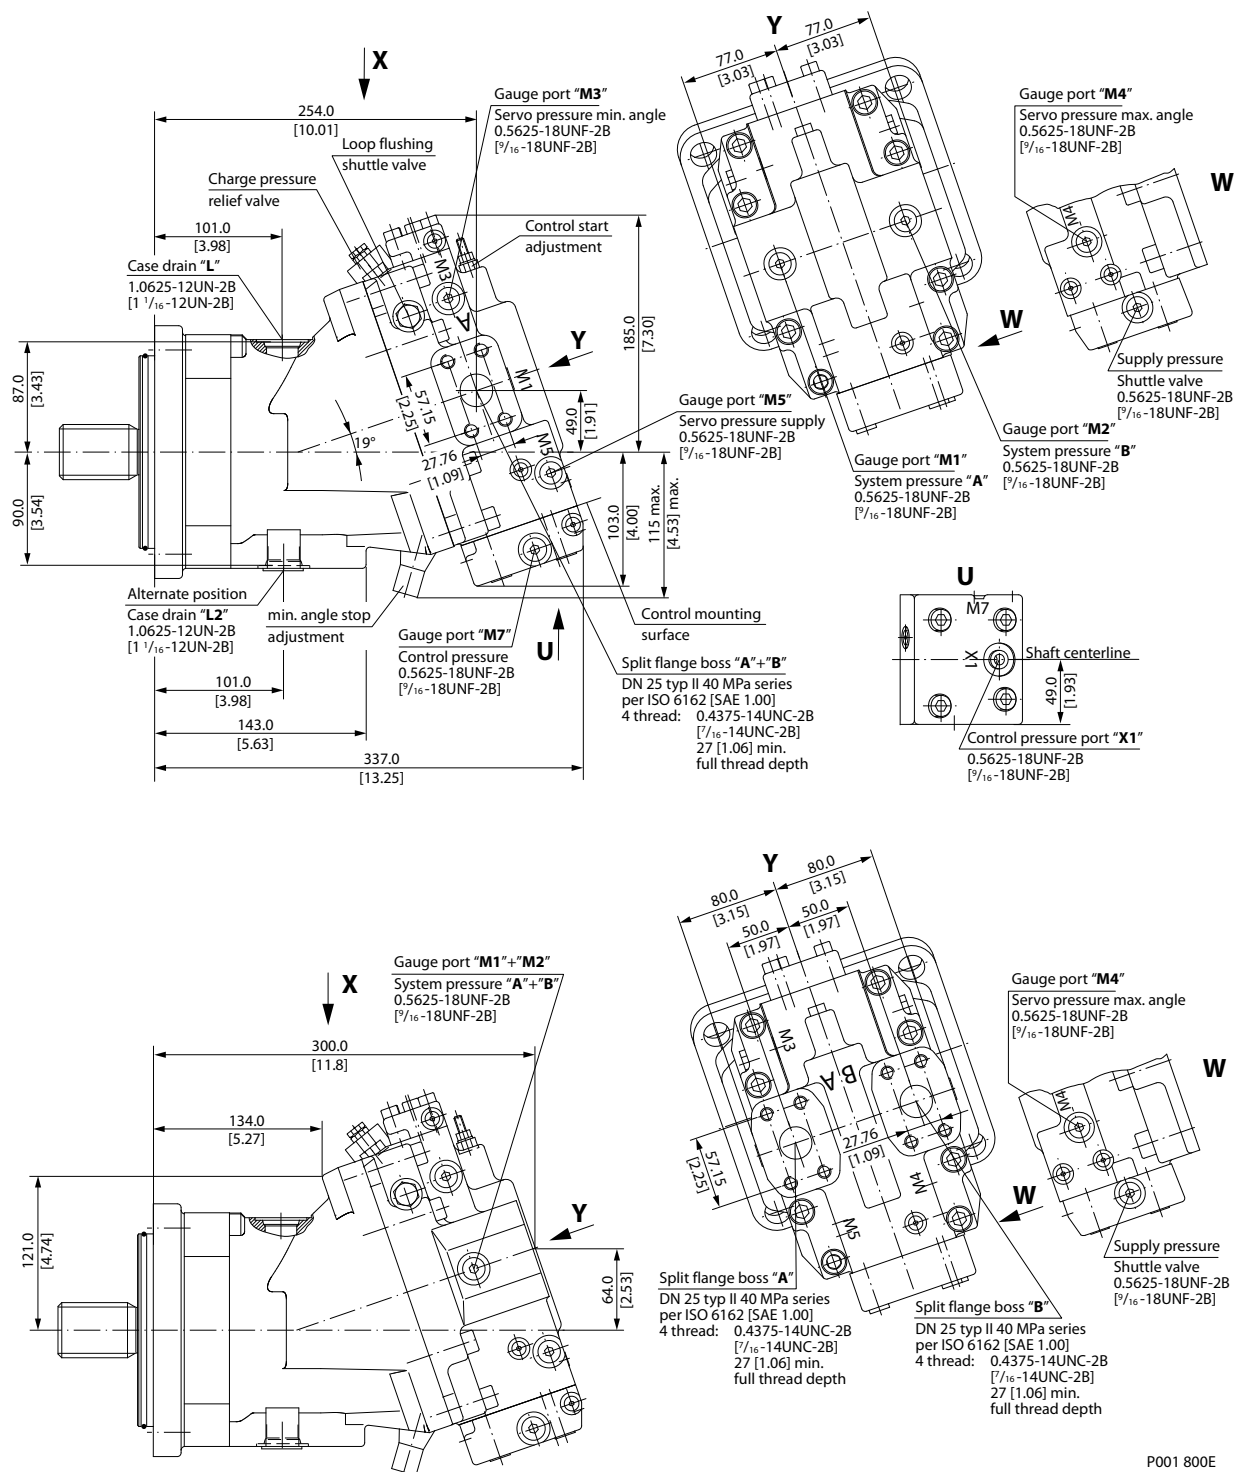 X
254.0
[10.01]
Gauge port “M3”
Servo pressure min. angle
0.5625-18UNF-2B
[9/16-18UNF-2B]
Loop flushing
shuttle valve
Charge pressure
relief valve
101.0
[3.98]
Control start
adjustment
Case drain “L”
1.0625-12UN-2B
[1 1/16-12UN-2B]
M3
A
M1
M5
Y
185.0
[7.30]
87.0
[3.43]
90.0
[3.54]
19°
57.15
[2.25]
27.76
[1.09]
49.0
[1.91]
103.0
[4.00]
115 max.
[4.53] max.
Gauge port “M5”
Servo pressure supply
0.5625-18UNF-2B
[9/16-18UNF-2B]
Alternate position
Case drain “L2”
1.0625-12UN-2B
[1 1/16-12UN-2B]
min. angle stop
adjustment
Gauge port “M7”
Control pressure
0.5625-18UNF-2B
[9/16-18UNF-2B]
U
Control mounting
surface
Split flange boss “A”+”B”
DN 25 typ II 40 MPa series
per ISO 6162 [SAE 1.00]
4 thread: 0.4375-14UNC-2B
[7/16-14UNC-2B]
27 [1.06] min.
full thread depth
101.0
[3.98]
143.0
[5.63]
337.0
[13.25]
Y
77.0
[3.03]
77.0
[3.03]
W
Gauge port “M1”
System pressure “A”
0.5625-18UNF-2B
[9/16-18UNF-2B]
Gauge port “M2”
System pressure “B”
0.5625-18UNF-2B
[9/16-18UNF-2B]
Gauge port “M4”
Servo pressure max. angle
0.5625-18UNF-2B
[9/16-18UNF-2B]
W
M4
Supply pressure
Shuttle valve
0.5625-18UNF-2B
[9/16-18UNF-2B]
U
M7
X1
Shaft centerline
49.0
[1.93]
Control pressure port “X1”
0.5625-18UNF-2B
[9/16-18UNF-2B]
X
Gauge port “M1”+”M2”
System pressure “A”+”B”
0.5625-18UNF-2B
[9/16-18UNF-2B]
300.0
[11.8]
134.0
[5.27]
121.0
[4.74]
Y
64.0
[2.53]
Y
80.0
[3.15]
80.0
[3.15]
50.0
[1.97]
50.0
[1.97]
M3
B A
27.76
[1.09]
57.15
[2.25]
M4
M5
W
Split flange boss “A”
DN 25 typ II 40 MPa series
per ISO 6162 [SAE 1.00]
4 thread: 0.4375-14UNC-2B
[7/16-14UNC-2B]
27 [1.06] min.
full thread depth
Split flange boss “B”
DN 25 typ II 40 MPa series
per ISO 6162 [SAE 1.00]
4 thread: 0.4375-14UNC-2B
[7/16-14UNC-2B]
27 [1.06] min.
full thread depth
Gauge port “M4”
Servo pressure max. angle
0.5625-18UNF-2B
[9/16-18UNF-2B]
W
M4
Supply pressure
Shuttle valve
0.5625-18UNF-2B
[9/16-18UNF-2B]
P001 800E